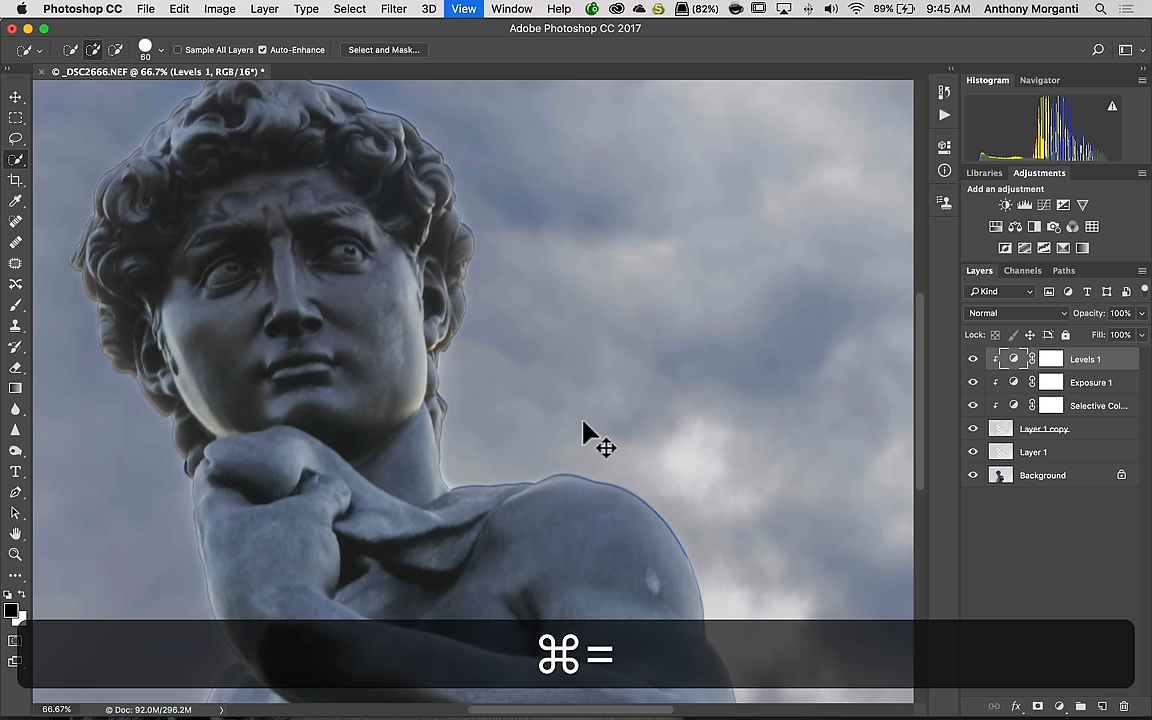 Photoshop CC File Edit Image Layer Type Select Filter 3D View Window Help (82%) 89% 9:45 AM Anthony Morganti
Adobe Photoshop CC 2017
60 Sample All Layers Auto-Enhance Select and Mask...
× © _DSC2666.NEF @ 66.7% (Levels 1, RGB/16*) *
Histogram Navigator
Libraries Adjustments
Add an adjustment
Layers Channels Paths
Kind
Normal Opacity: 100%
Lock: Fill: 100%
Levels 1
Exposure 1
Selective Col...
Layer 1 copy
Layer 1
Background
⌘=
66.67% © Doc: 92.0M/296.2M